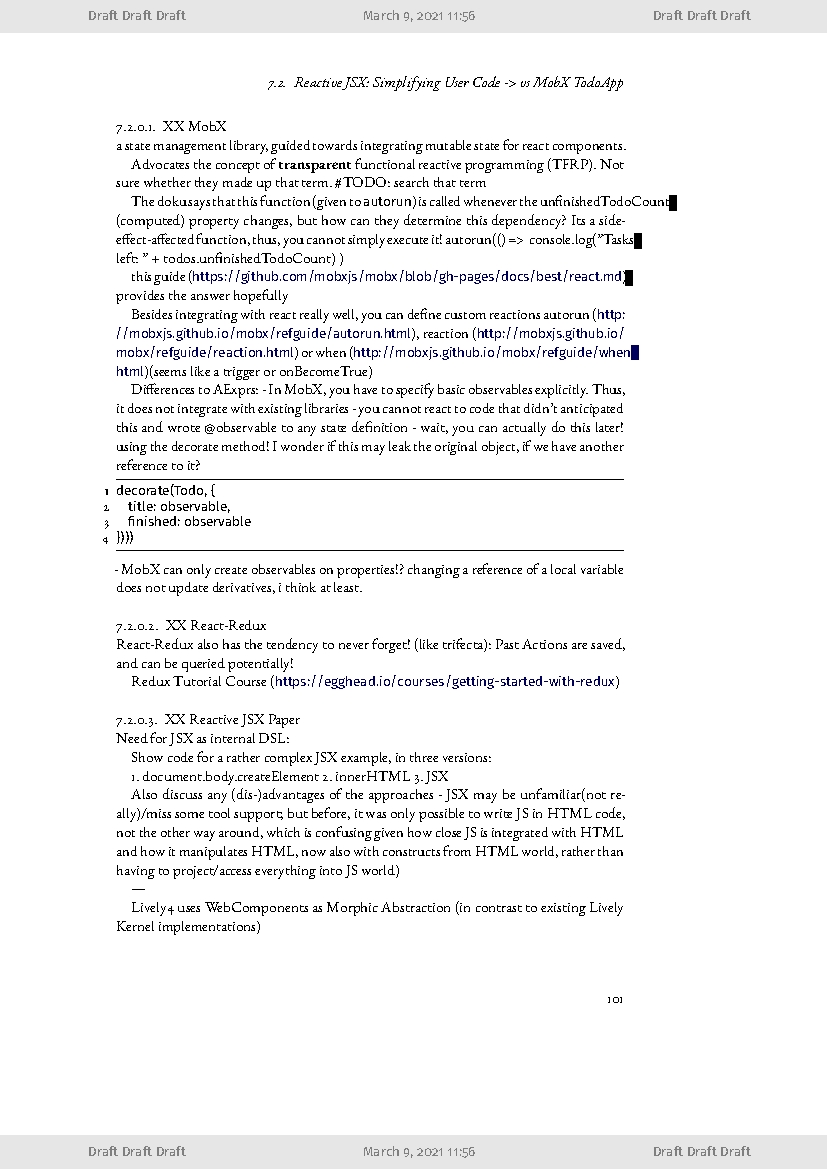 Draft Draft Draft March 9, 2021 11:56 Draft Draft Draft
7.2. Reactive JSX: Simplifying User Code -> vs MobX TodoApp
7.2.0.1. XX MobX
a state management library, guided towards integrating mutable state for react components.
Advocates the concept of transparent functional reactive programming (TFRP). Not
sure whether they made up that term. #TODO: search that term
The doku says that this function (given to autorun) is called whenever the unfinishedTodoCount
(computed) property changes, but how can they determine this dependency? Its a side-
effect-affected function, thus, you cannot simply execute it! autorun(() => console.log("Tasks
left: " + todos.unfinishedTodoCount) )
this guide (https://github.com/mobxjs/mobx/blob/gh-pages/docs/best/react.md)
provides the answer hopefully
Besides integrating with react really well, you can define custom reactions autorun (http:
//mobxjs.github.io/mobx/refguide/autorun.html), reaction (http://mobxjs.github.io/
mobx/refguide/reaction.html) or when (http://mobxjs.github.io/mobx/refguide/when
html)(seems like a trigger or onBecomeTrue)
Differences to AExprs: - In MobX, you have to specify basic observables explicitly. Thus,
it does not integrate with existing libraries - you cannot react to code that didn't anticipated
this and wrote @observable to any state definition - wait, you can actually do this later!
using the decorate method! I wonder if this may leak the original object, if we have another
reference to it?
1 decorate(Todo, {
2 title: observable,
3 finished: observable
4 }))))
- MobX can only create observables on properties!? changing a reference of a local variable
does not update derivatives, i think at least.
7.2.0.2. XX React-Redux
React-Redux also has the tendency to never forget! (like trifecta): Past Actions are saved,
and can be queried potentially!
Redux Tutorial Course (https://egghead.io/courses/getting-started-with-redux)
7.2.0.3. XX Reactive JSX Paper
Need for JSX as internal DSL:
Show code for a rather complex JSX example, in three versions:
1. document.body.createElement 2. innerHTML 3. JSX
Also discuss any (dis-)advantages of the approaches - JSX may be unfamiliar(not re-
ally)/miss some tool support, but before, it was only possible to write JS in HTML code,
not the other way around, which is confusing given how close JS is integrated with HTML
and how it manipulates HTML, now also with constructs from HTML world, rather than
having to project/access everything into JS world)
—
Lively4 uses WebComponents as Morphic Abstraction (in contrast to existing Lively
Kernel implementations)
101
Draft Draft Draft March 9, 2021 11:56 Draft Draft Draft